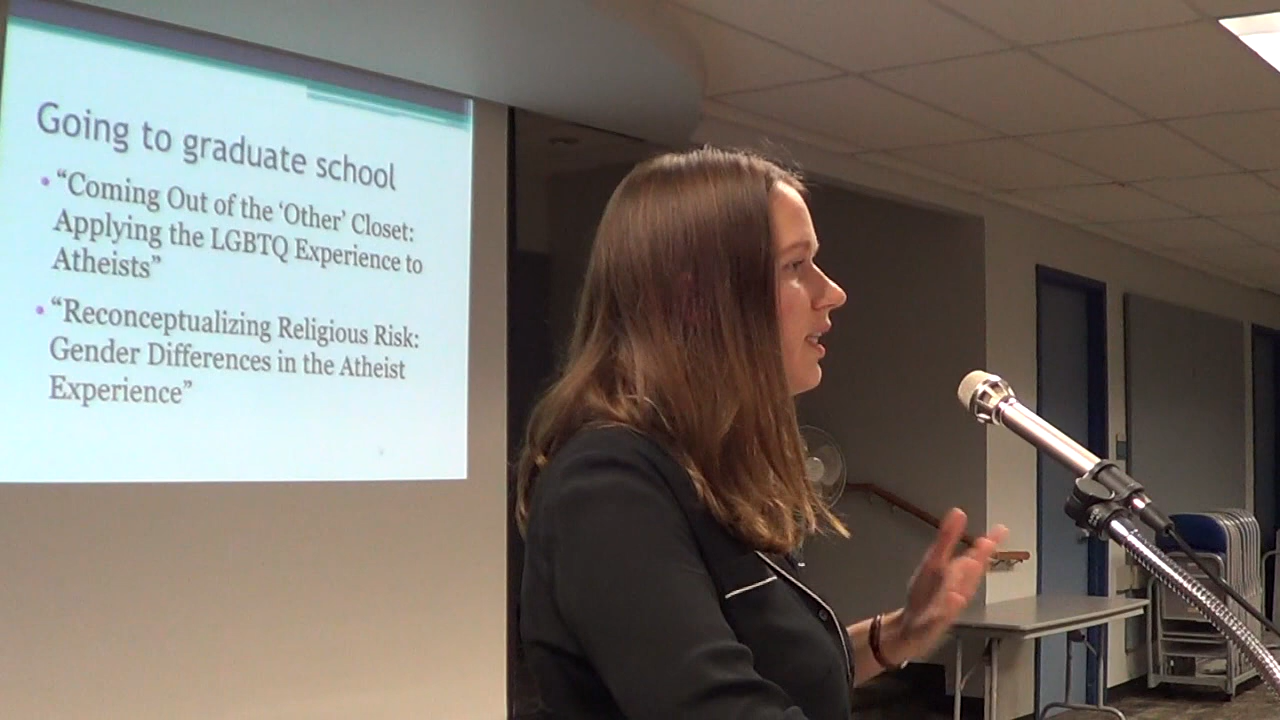 Going to graduate school
• “Coming Out of the ‘Other’ Closet:
Applying the LGBTQ Experience to
Atheists”
• “Reconceptualizing Religious Risk:
Gender Differences in the Atheist
Experience”